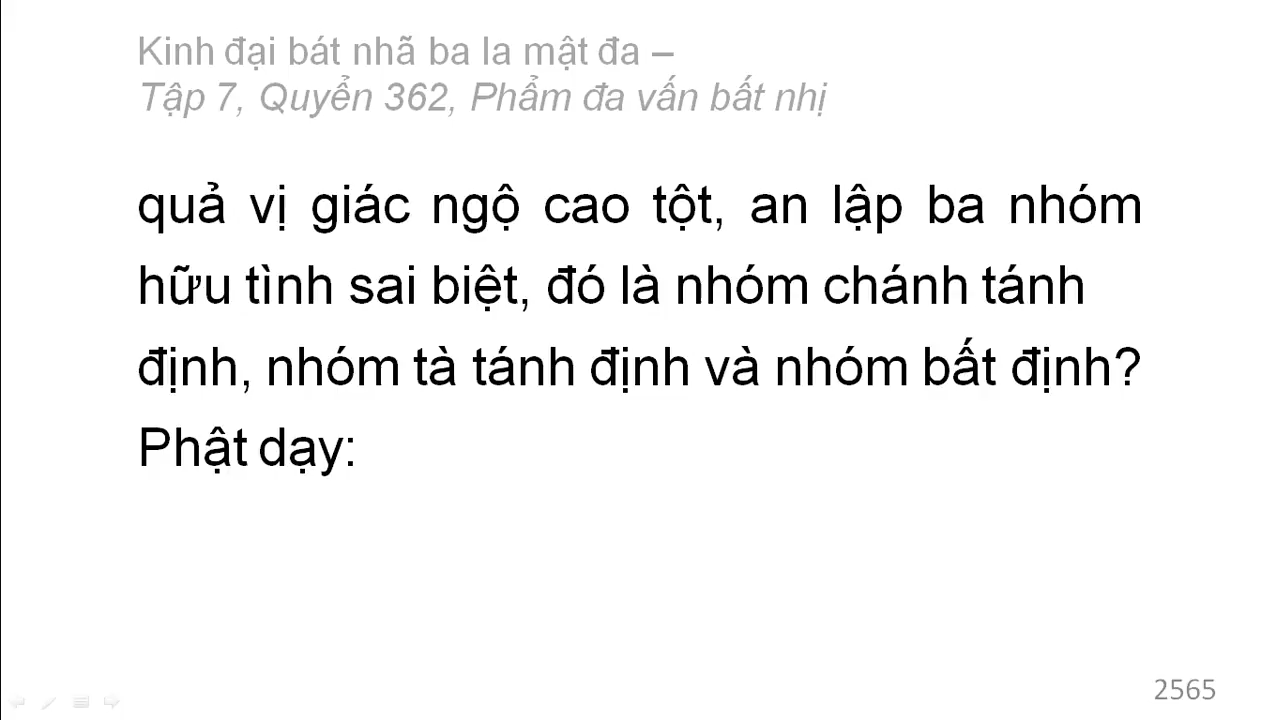 Kinh đại bát nhã ba la mật đa –
Tập 7, Quyển 362, Phẩm đa vấn bất nhị
quả vị giác ngộ cao tột, an lập ba nhóm
hữu tình sai biệt, đó là nhóm chánh tánh
định, nhóm tà tánh định và nhóm bất định?
Phật dạy:
2565